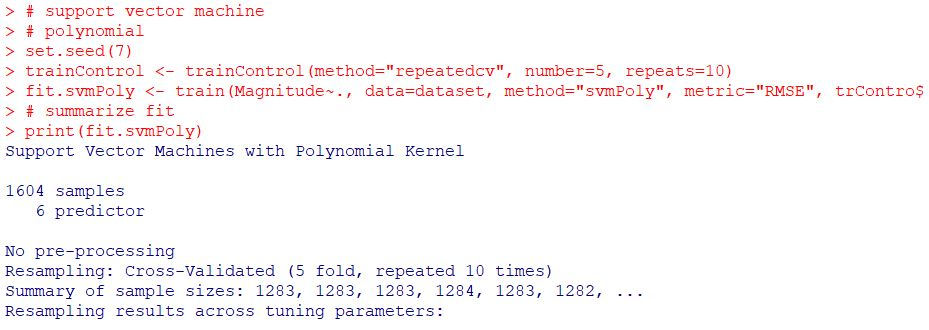 > # support vector machine
> # polynomial
> set.seed(7)
> trainControl <- trainControl(method="repeatedcv", number=5, repeats=10)
> fit.svmPoly <- train(Magnitude~., data=dataset, method="svmPoly", metric="RMSE", trContro$
> # summarize fit
> print(fit.svmPoly)
Support Vector Machines with Polynomial Kernel
1604 samples
6 predictor
No pre-processing
Resampling: Cross-Validated (5 fold, repeated 10 times)
Summary of sample sizes: 1283, 1283, 1283, 1284, 1283, 1282, ...
Resampling results across tuning parameters: